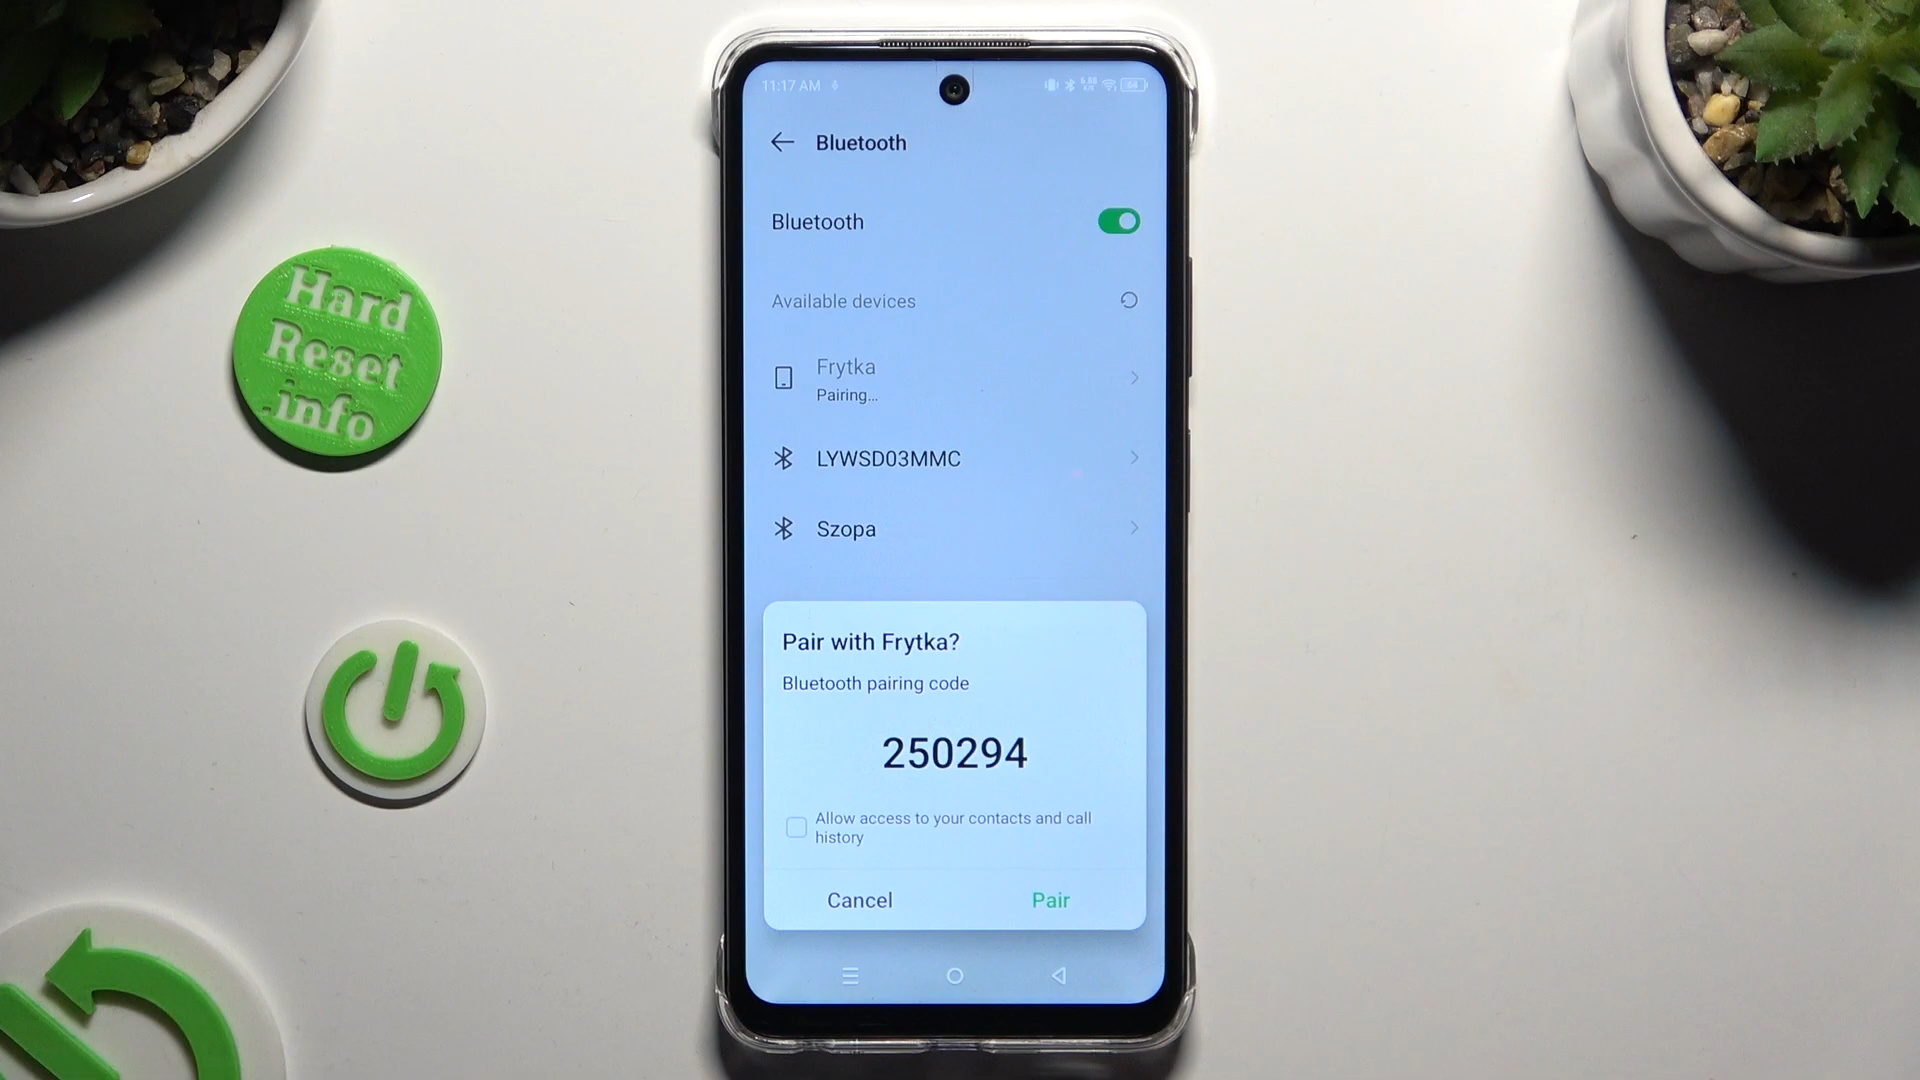 Hard
Reset
.info
11:17 AM
Bluetooth
Bluetooth
Available devices
Frytka
Pairing...
LYWSD03MMC
Szopa
Pair with Frytka?
Bluetooth pairing code
250294
Allow access to your contacts and call
history
Cancel Pair